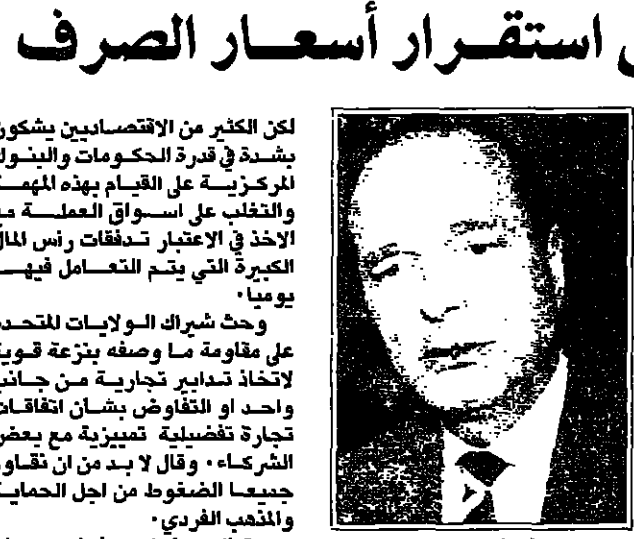 استقرار أسعار الصرف
لكن الكثير من الاقتصاديين يشكون
بشدة في قدرة الحكومات والبنوك
المركزية على القيام بهذه المهمة
والتغلب على اسواق العملة مع
الاخذ في الاعتبار تدفقات رأس المال
الكبيرة التي يتم التعامل فيها
يوميا.
وحث شيراك الولايات المتحدة
على مقاومة ما وصفه بنزعة قوية
لاتخاذ تدابير تجارية من جانب
واحد او التفاوض بشأن اتفاقات
تجارة تفضيلية تمييزية مع بعض
الشركاء. وقال لا بد من ان نقاوم
جميعا الضغوط من اجل الحماية
والمذهب الفردي.